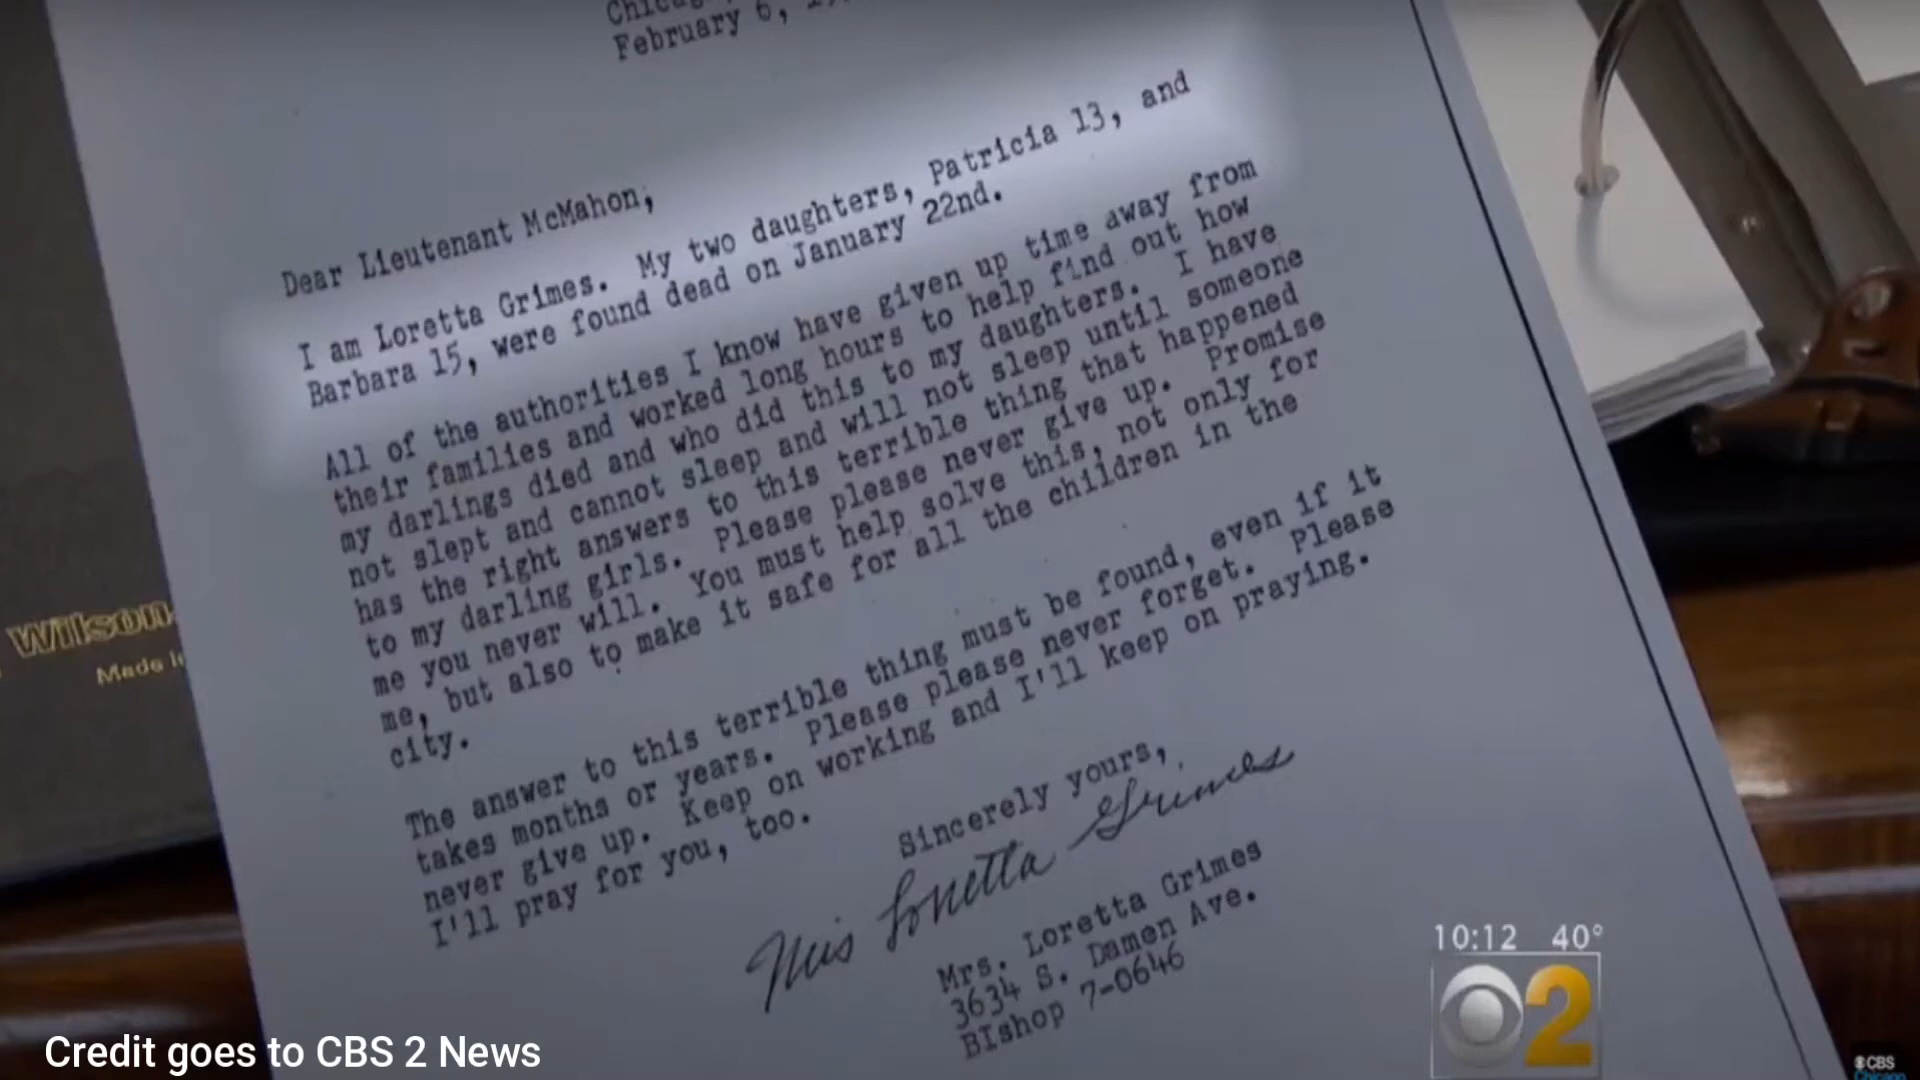 February 6,
Dear Lieutenant McMahon,
I am Loretta Grimes. My two daughters, Patricia 13, and
Barbara 15, were found dead on January 22nd.
All of the authorities I know have given up time away from
their families and worked long hours to help find out how
my darlings died and who did this to my daughters. I have
not slept and cannot sleep and will not sleep until someone
has the right answers to this terrible thing that happened
to my darling girls. Please please never give up. Promise
me you never will. You must help solve this, not only for
me, but also to make it safe for all the children in the
city.
The answer to this terrible thing must be found, even if it
takes months or years. Please please never forget. Please
never give up. Keep on working and I'll keep on praying.
I'll pray for you, too.
Sincerely yours,
Mrs Loretta Grimes
Mrs. Loretta Grimes
3634 S. Damen Ave.
BIshop 7-0646
Wilson
Made in
10:12 40°
2
Credit goes to CBS 2 News
CBS
Chicago